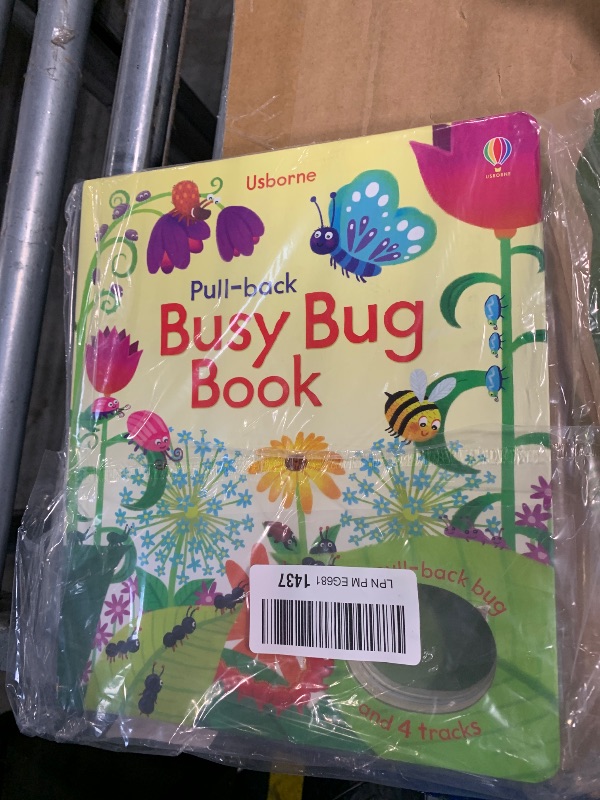 Usborne
USBORNE
Pull-back
Busy Bug
Book
pull-back bug
LPN PM EG681 1437
and 4 tracks